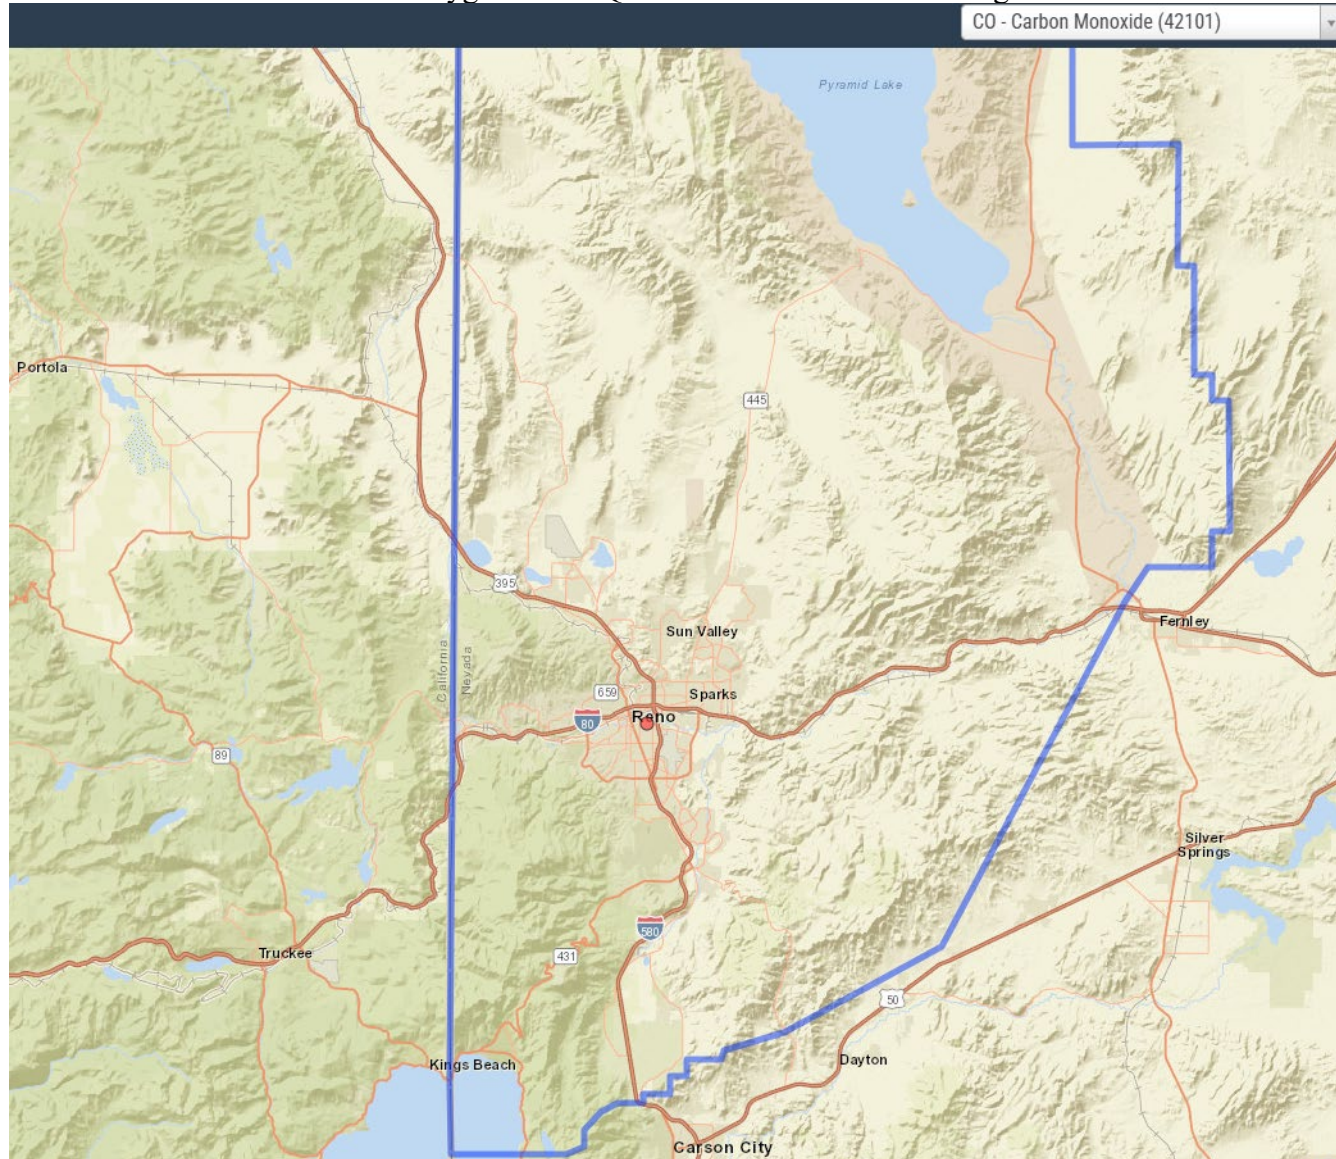 CO - Carbon Monoxide (42101)
Pyramid Lake
Portola
445
395
California
Nevada
Sun Valley
Fernley
659
Sparks
80
Reno
89
Silver
Springs
580
Truckee
431
50
Kings Beach
Dayton
Carson City